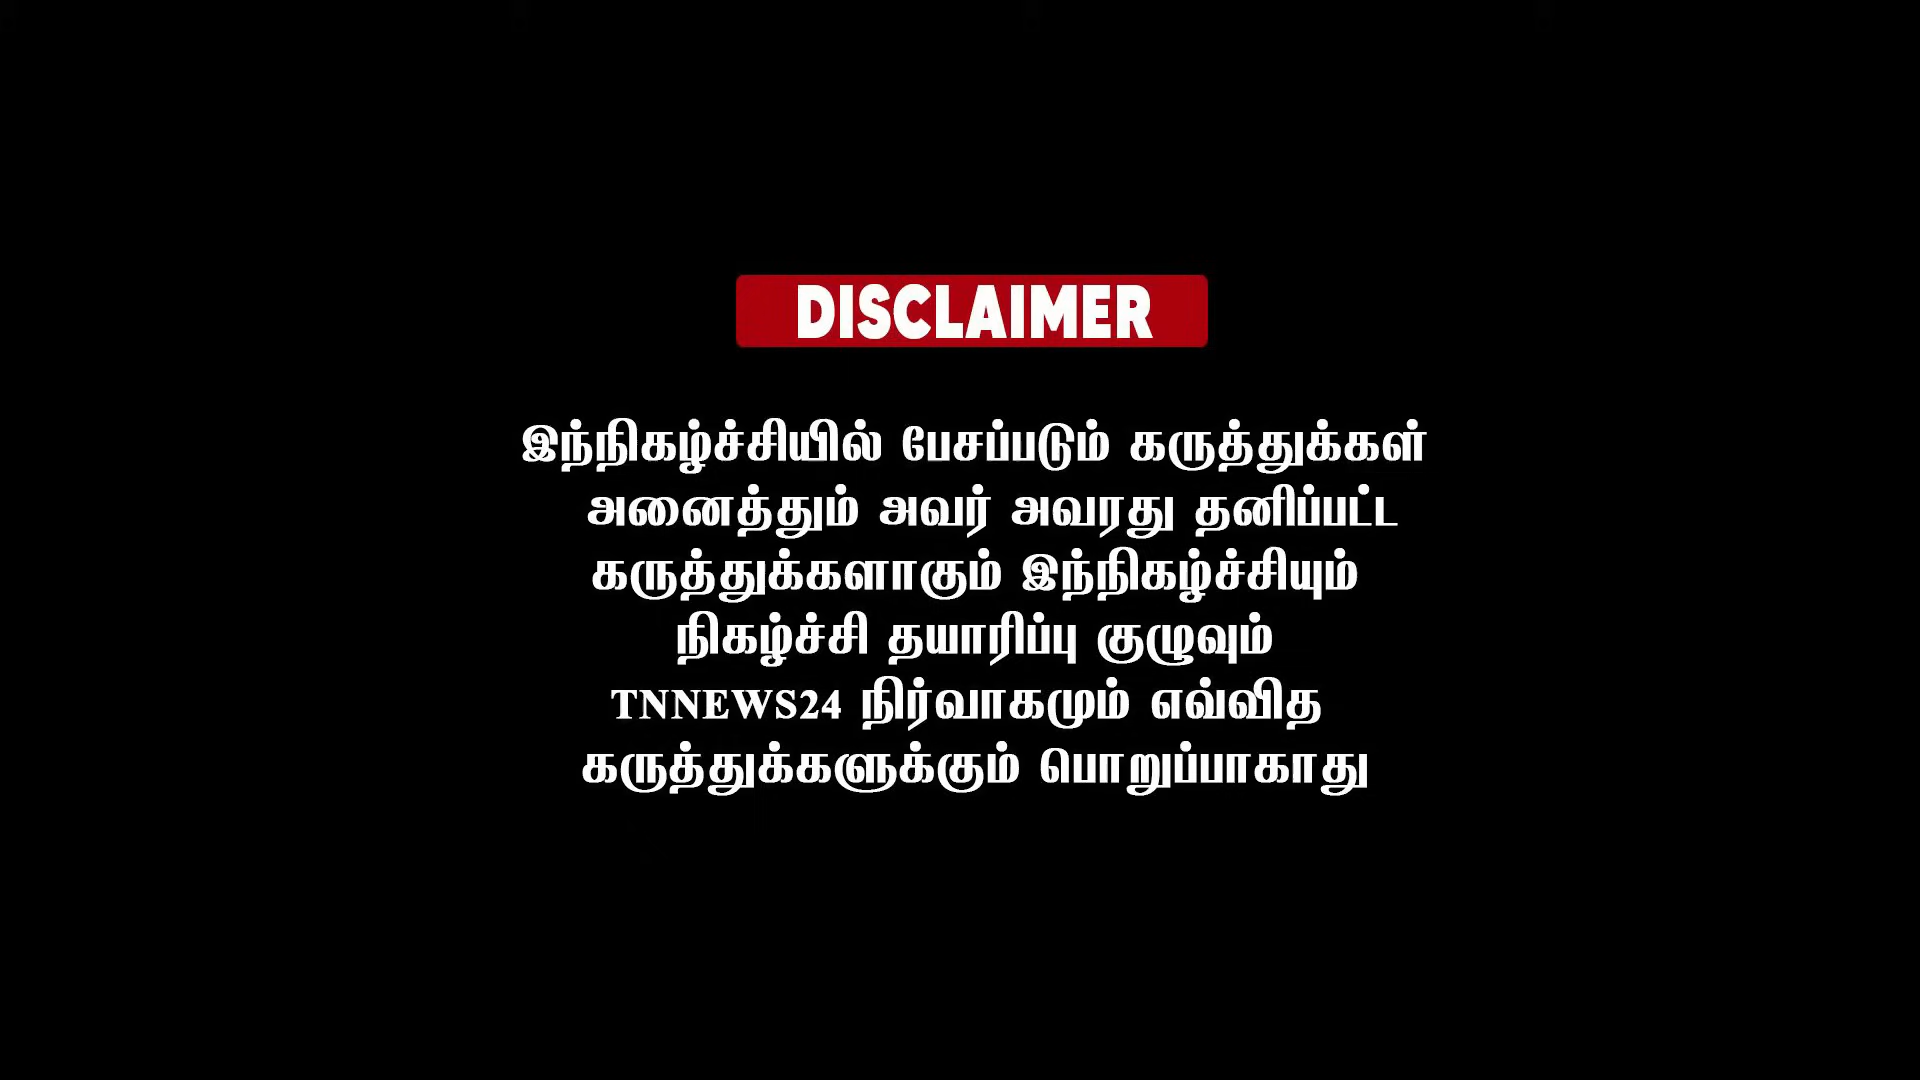 DISCLAIMER
இந்நிகழ்ச்சியில் பேசப்படும் கருத்துக்கள்
அனைத்தும் அவர் அவரது தனிப்பட்ட
கருத்துக்களாகும் இந்நிகழ்ச்சியும்
நிகழ்ச்சி தயாரிப்பு குழுவும்
TNNEWS24 நிர்வாகமும் எவ்வித
கருத்துக்களுக்கும் பொறுப்பாகாது